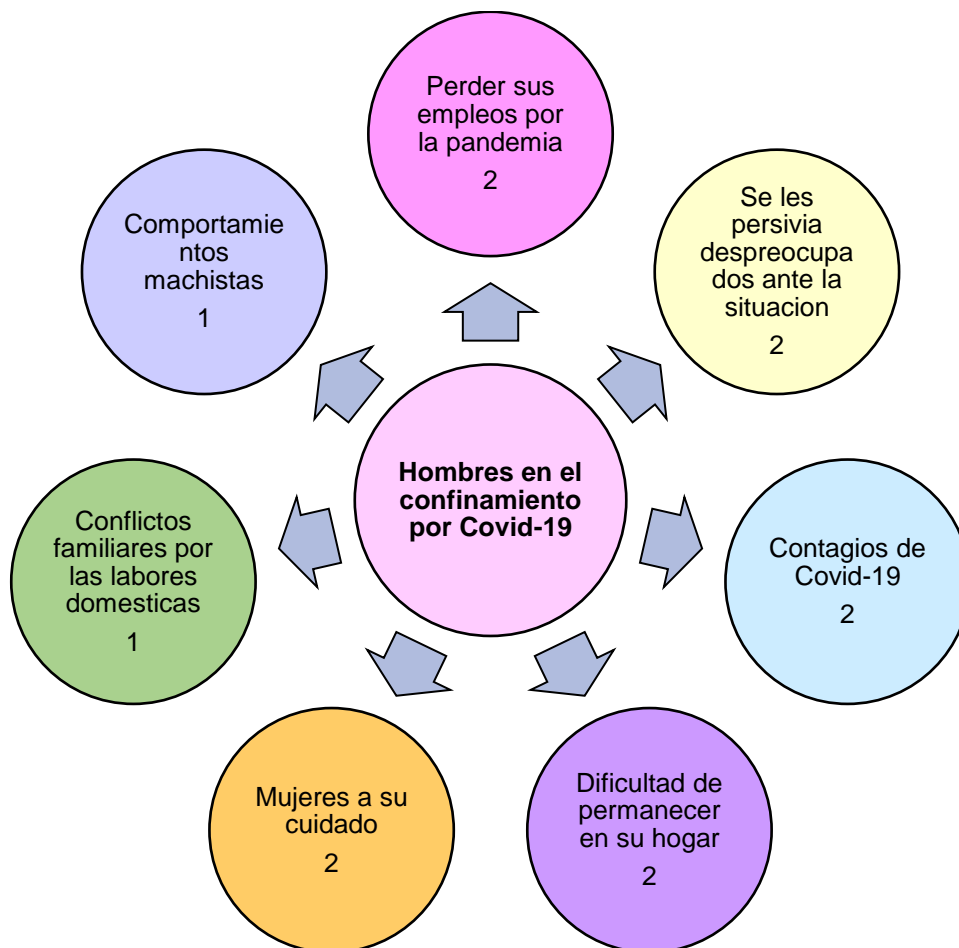 Perder sus
empleos por
la pandemia
2
Se les
persivia
despreocupa
dos ante la
situacion
2
Contagios de
Covid-19
2
Dificultad de
permanecer
en su hogar
2
Mujeres a su
cuidado
2
Conflictos
familiares por
las labores
domesticas
1
Comportamie
ntos
machistas
1
Hombres en el
confinamiento
por Covid-19